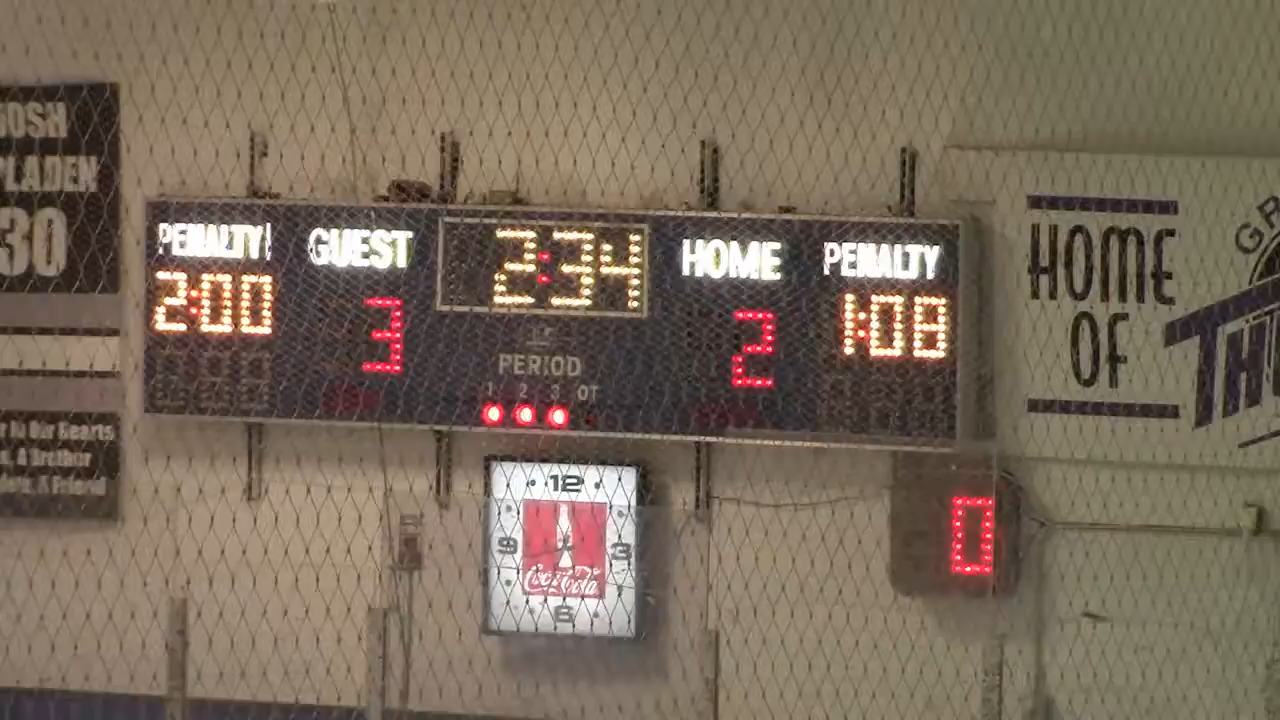 OSH
PLADEN
30
PENALTY
2:00
GUEST
3
2:34
PERIOD
1 2 3 OT
HOME
2
PENALTY
1:08
HOME
OF
12
9
3
6
Coca-Cola
0
In Our Hearts
A Brother
A Friend